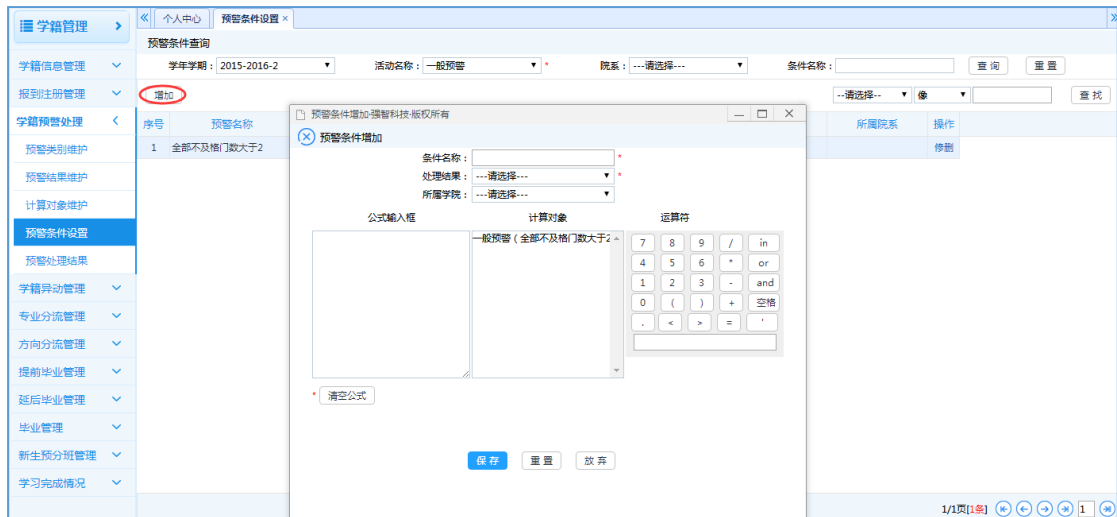 学籍管理
个人中心 预警条件设置 ×
预警条件查询
学年学期： 2015-2016-2 活动名称： 一般预警 * 院系： ---请选择--- 条件名称： 查 询 重 置
增加 --请选择-- 像 查 找
序号 预警名称 所属院系 操作
1 全部不及格门数大于2 修删
学籍信息管理
报到注册管理
学籍预警处理
预警类别维护
预警结果维护
计算对象维护
预警条件设置
预警处理结果
学籍异动管理
专业分流管理
方向分流管理
提前毕业管理
延后毕业管理
毕业管理
新生预分班管理
学习完成情况
预警条件增加-强智科技-版权所有
预警条件增加
条件名称： *
处理结果： ---请选择--- *
所属学院： ---请选择---
公式输入框 计算对象 运算符
一般预警（全部不及格门数大于2
7 8 9 / in
4 5 6 * or
1 2 3 - and
0 ( ) + 空格
. < > = '
* 清空公式
保 存 重 置 放 弃
1/1页[1条] 1